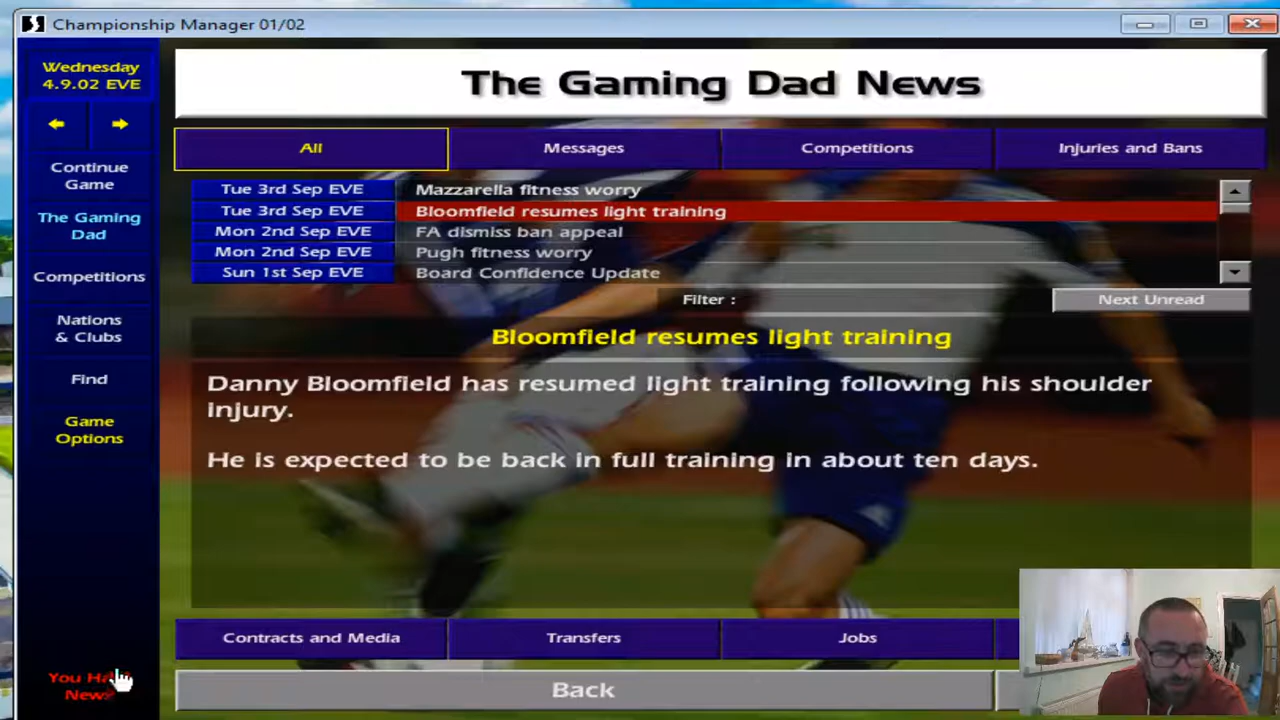 Championship Manager 01/02
Wednesday
4.9.02 EVE
Continue
Game
The Gaming
Dad
Competitions
Nations
& Clubs
Find
Game
Options
You Ha
News
The Gaming Dad News
All
Messages
Competitions
Injuries and Bans
Tue 3rd Sep EVE Mazzarella fitness worry
Tue 3rd Sep EVE Bloomfield resumes light training
Mon 2nd Sep EVE FA dismiss ban appeal
Mon 2nd Sep EVE Pugh fitness worry
Sun 1st Sep EVE Board Confidence Update
Filter :
Next Unread
Bloomfield resumes light training
Danny Bloomfield has resumed light training following his shoulder
injury.
He is expected to be back in full training in about ten days.
Contracts and Media
Transfers
Jobs
Back